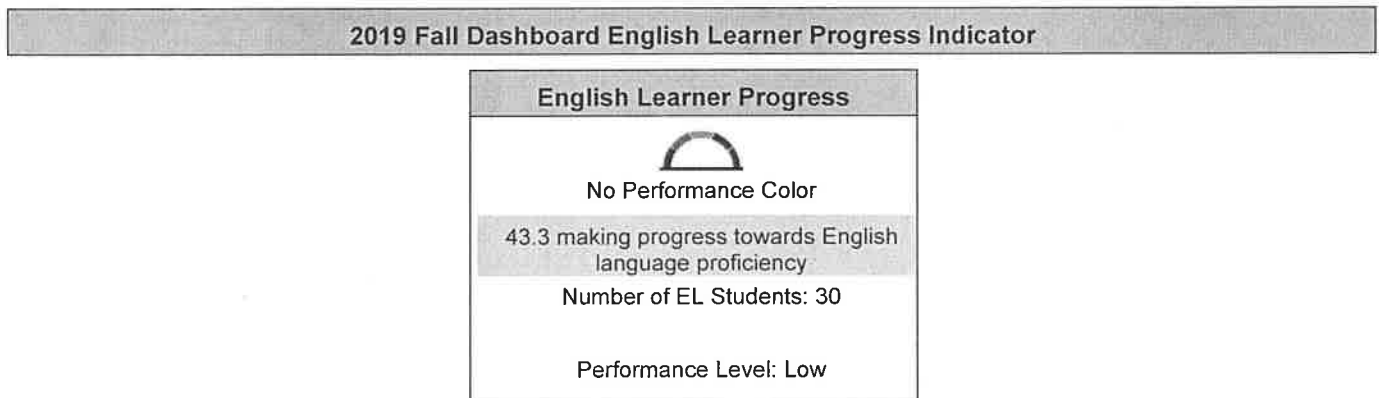 2019 Fall Dashboard English Learner Progress Indicator
English Learner Progress
No Performance Color
43.3 making progress towards English
language proficiency
Number of EL Students: 30
Performance Level: Low